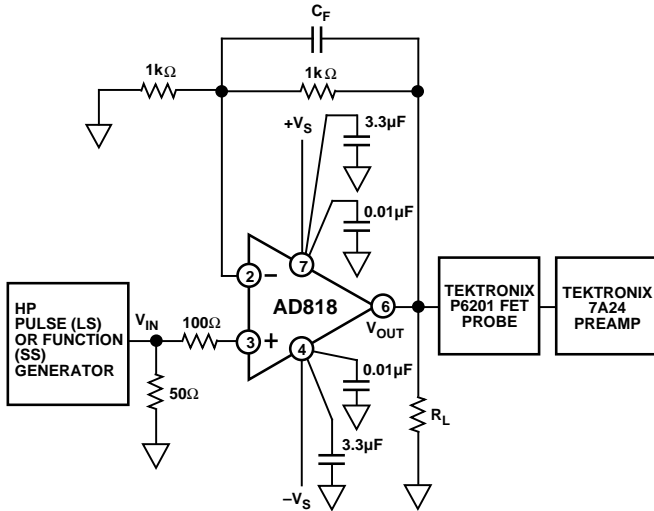 C_F
1kΩ
1kΩ
+V_S
3.3µF
0.01µF
2
–
7
HP
PULSE (LS)
OR FUNCTION
(SS)
GENERATOR
V_IN
100Ω
3
+
AD818
6
V_OUT
4
TEKTRONIX
P6201 FET
PROBE
TEKTRONIX
7A24
PREAMP
50Ω
0.01µF
3.3µF
R_L
–V_S